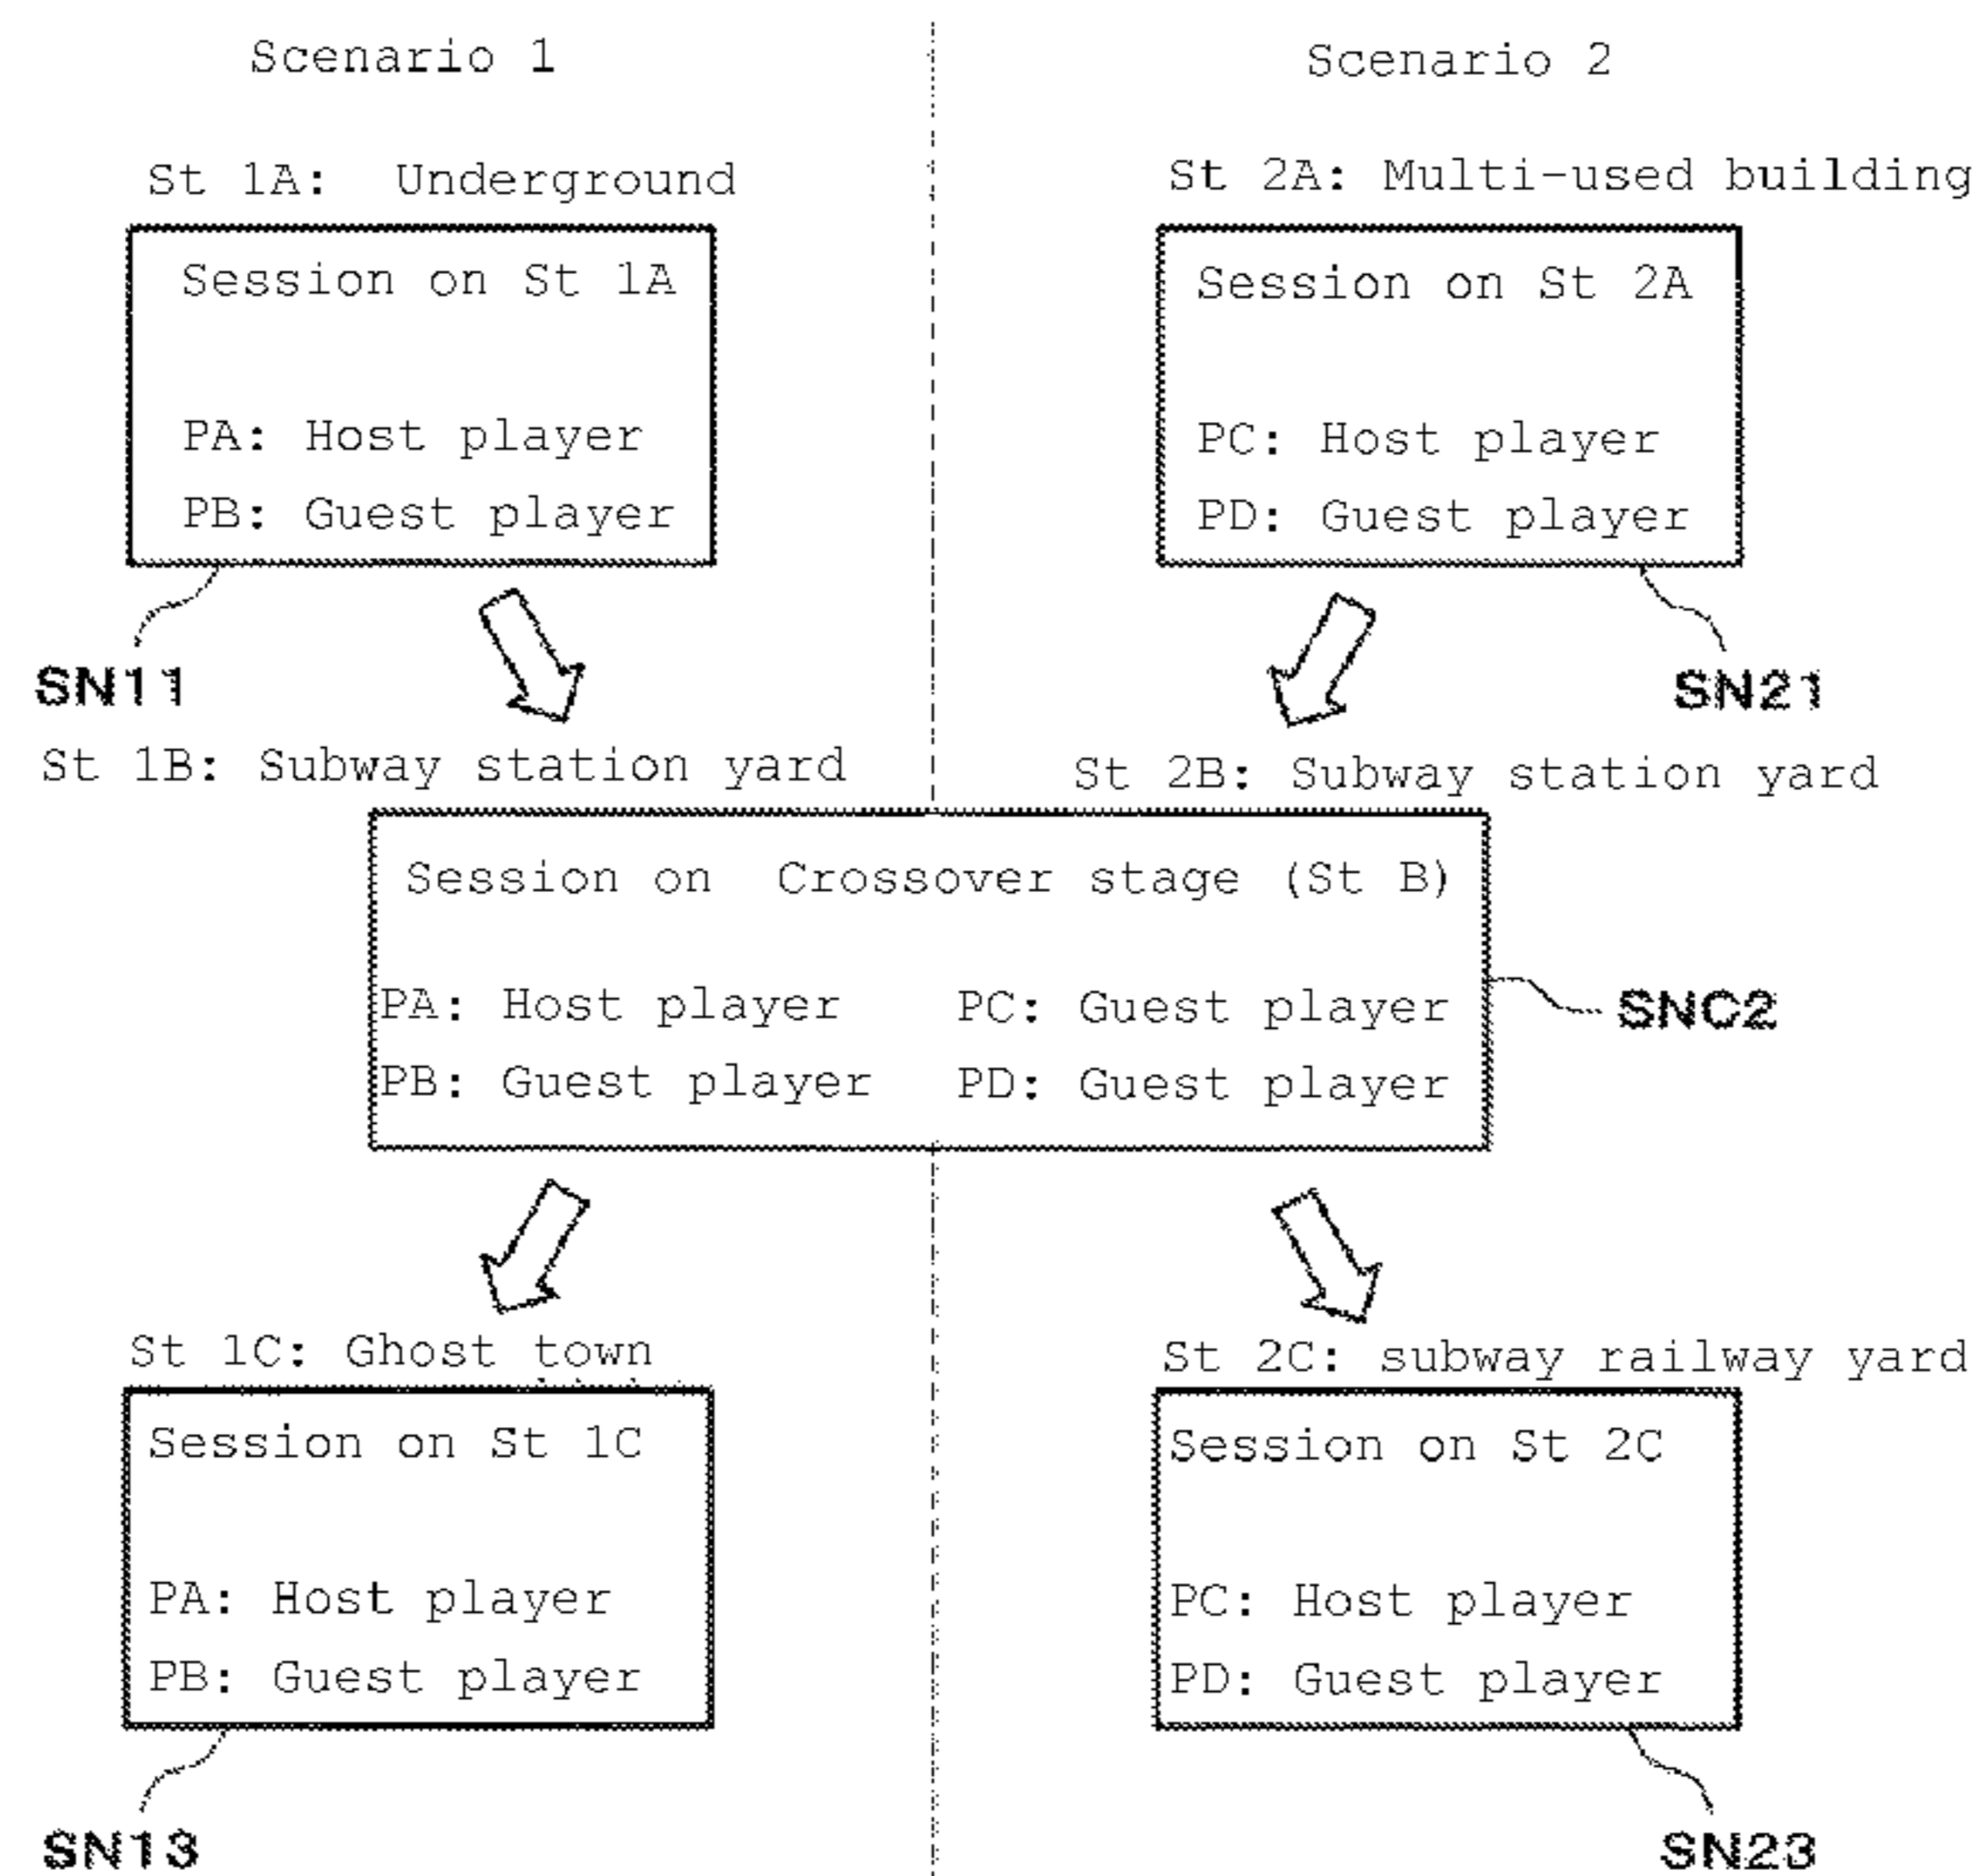 Scenario 1
Scenario 2
St 1A: Underground
St 2A: Multi-used building
Session on St 1A
PA: Host player
PB: Guest player
Session on St 2A
PC: Host player
PD: Guest player
SN11
SN21
St 1B: Subway station yard
St 2B: Subway station yard
Session on Crossover stage (St B)
PA: Host player PC: Guest player
PB: Guest player PD: Guest player
SNC2
St 1C: Ghost town
St 2C: subway railway yard
Session on St 1C
PA: Host player
PB: Guest player
Session on St 2C
PC: Host player
PD: Guest player
SN13
SN23